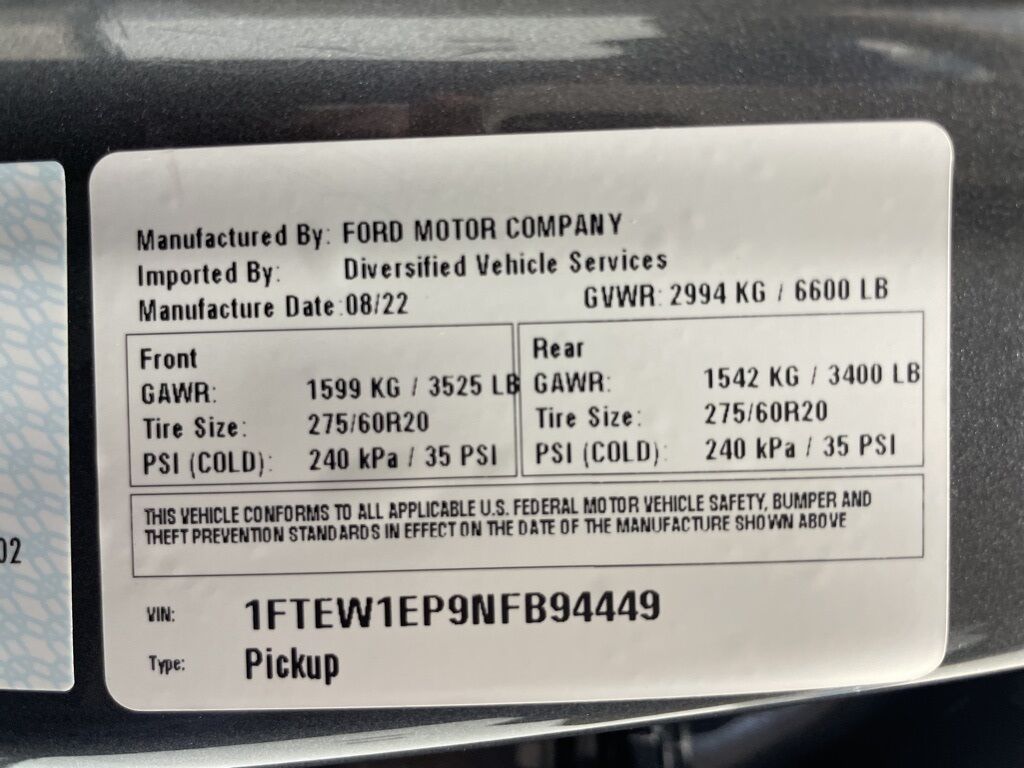 Manufactured By: FORD MOTOR COMPANY
Imported By: Diversified Vehicle Services
Manufacture Date: 08/22 GVWR: 2994 KG / 6600 LB
Front
GAWR: 1599 KG / 3525 LB
Tire Size: 275/60R20
PSI (COLD): 240 kPa / 35 PSI
Rear
GAWR: 1542 KG / 3400 LB
Tire Size: 275/60R20
PSI (COLD): 240 kPa / 35 PSI
THIS VEHICLE CONFORMS TO ALL APPLICABLE U.S. FEDERAL MOTOR VEHICLE SAFETY, BUMPER AND
THEFT PREVENTION STANDARDS IN EFFECT ON THE DATE OF THE MANUFACTURE SHOWN ABOVE
VIN: 1FTEW1EP9NFB94449
Type: Pickup
02